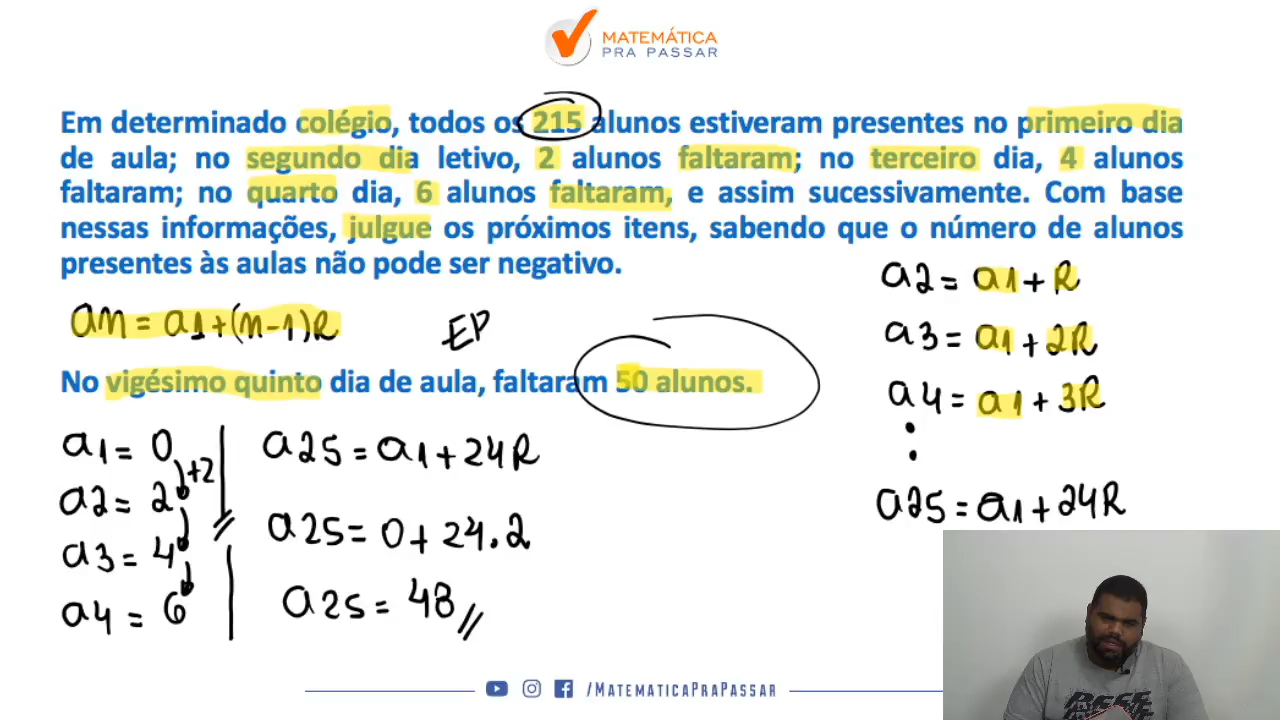 MATEMÁTICA
PRA PASSAR
Em determinado colégio, todos os 215 alunos estiveram presentes no primeiro dia
de aula; no segundo dia letivo, 2 alunos faltaram; no terceiro dia, 4 alunos
faltaram; no quarto dia, 6 alunos faltaram, e assim sucessivamente. Com base
nessas informações, julgue os próximos itens, sabendo que o número de alunos
presentes às aulas não pode ser negativo.
an = a1+(n-1)R
No vigésimo quinto dia de aula, faltaram 50 alunos.
a1 = 0
+2
a2 = 2
a3 = 4
a4 = 6
a25 = a1 + 24R
a25 = 0 + 24.2
a25 = 48
a2 = a1 + R
a3 = a1 + 2R
a4 = a1 + 3R
a25 = a1 + 24R
/MATEMATICAPRAPASSAR